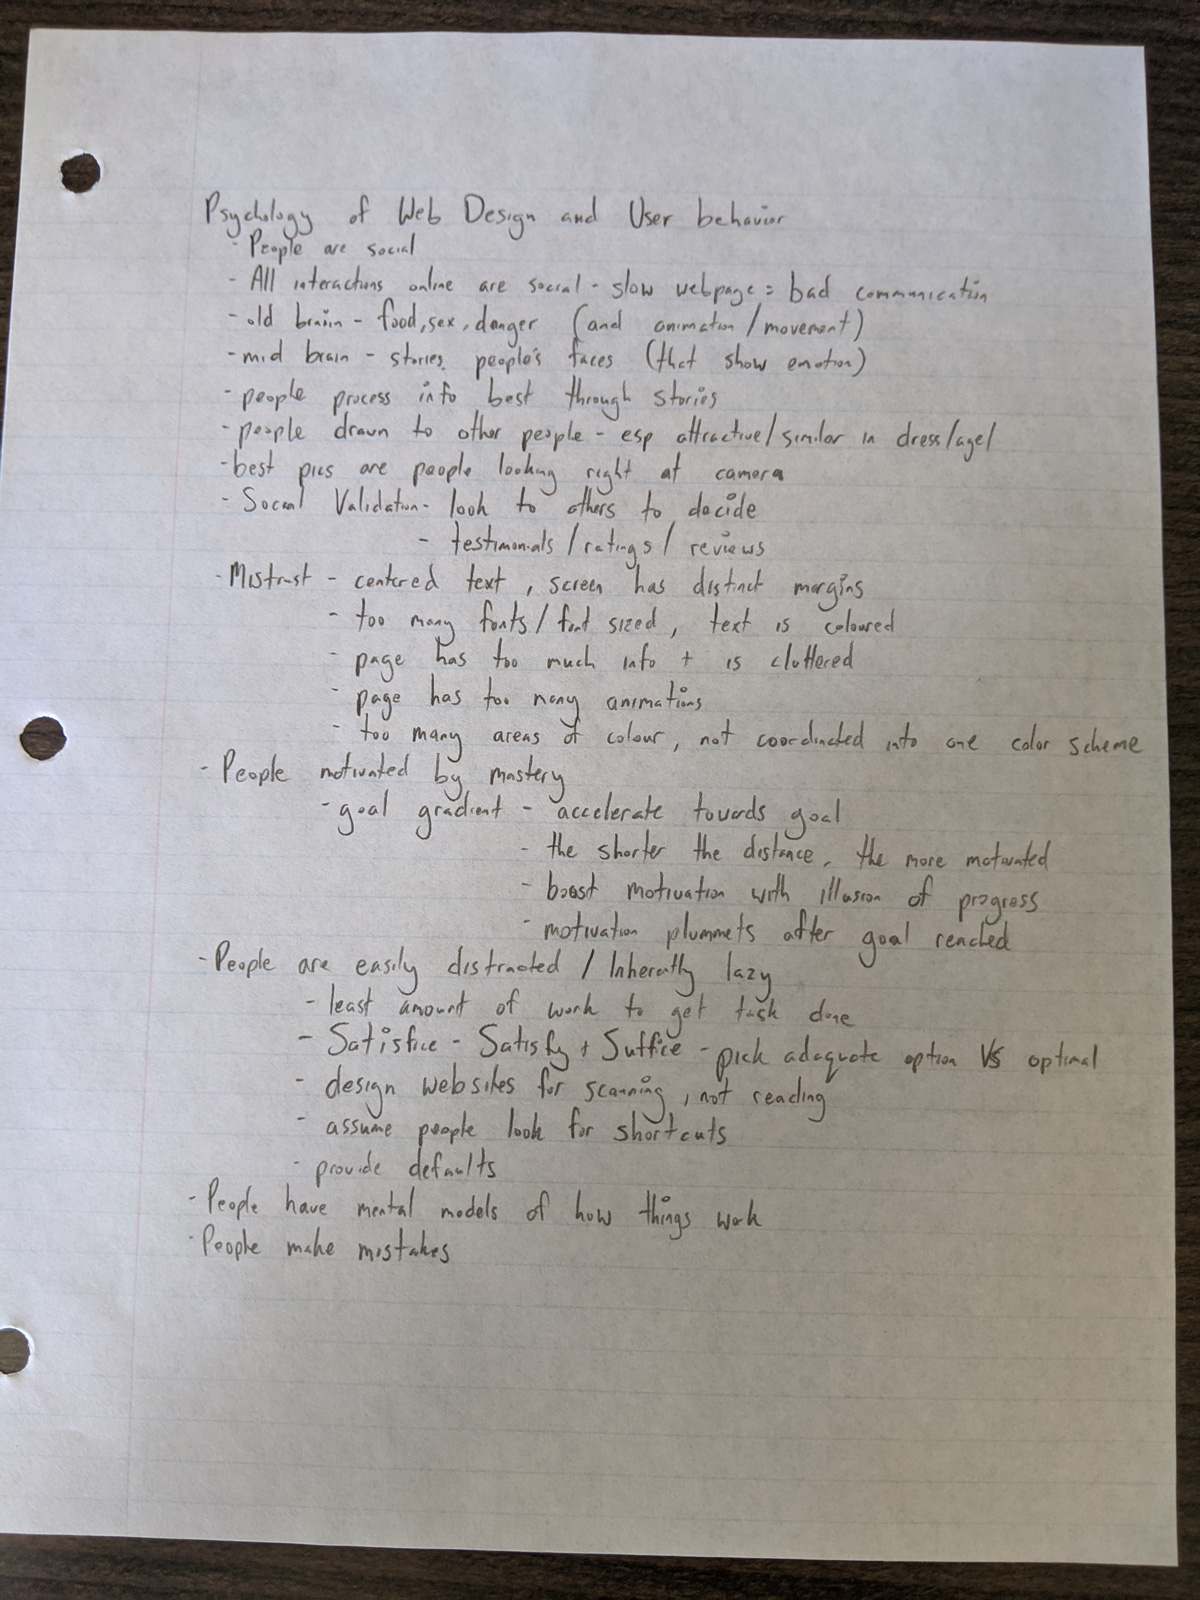 Psychology of Web Design and User behavior
- People are social
- All interactions online are social - slow webpage = bad communication
- old brain - food, sex, danger (and animation/movement)
- mid brain - stories, people's faces (that show emotion)
- people process info best through stories
- people drawn to other people - esp attractive/similar in dress/age/
- best pics are people looking right at camera
- Social Validation - look to others to decide
- testimonials/ratings/reviews
- Mistrust - centered text, screen has distinct margins
- too many fonts/font sized, text is coloured
- page has too much info + is cluttered
- page has too many animations
- too many areas of colour, not coordinated into one color scheme
- People motivated by mastery
- goal gradient - accelerate towards goal
- the shorter the distance, the more motivated
- boost motivation with illusion of progress
- motivation plummets after goal reached
- People are easily distracted / Inherently lazy
- least amount of work to get task done
- Satisfice - Satisfy + Suffice - pick adequate option VS optimal
- design websites for scanning, not reading
- assume people look for shortcuts
- provide defaults
- People have mental models of how things work
- People make mistakes